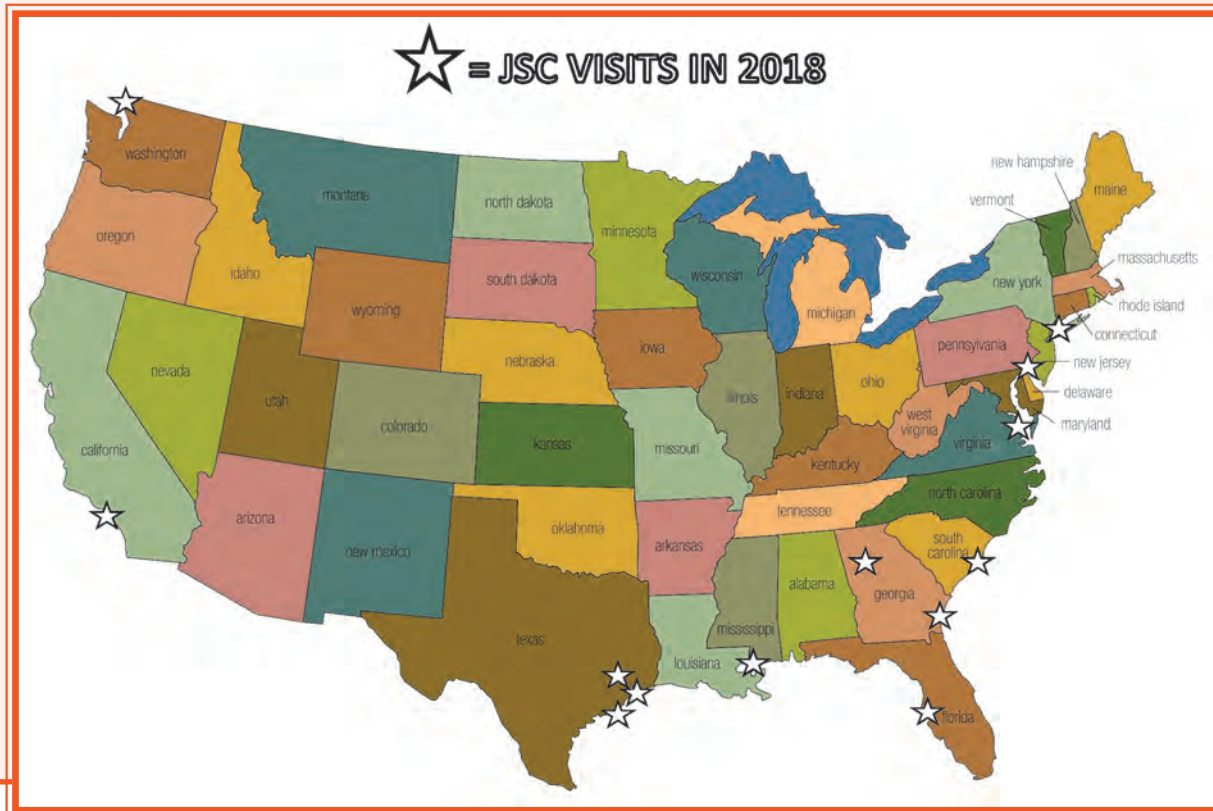 = JSC VISITS IN 2018
washington
montana
north dakota
minnesota
new hampshire
maine
vermont
oregon
idaho
south dakota
wisconsin
massachusetts
new york
wyoming
michigan
rhode island
connecticut
iowa
pennsylvania
nebraska
new jersey
nevada
ohio
illinois
indiana
delaware
utah
west
virginia
colorado
maryland
california
kansas
missouri
virginia
kentucky
north carolina
tennessee
arizona
oklahoma
south
carolina
arkansas
new mexico
alabama
georgia
mississippi
texas
louisiana
florida